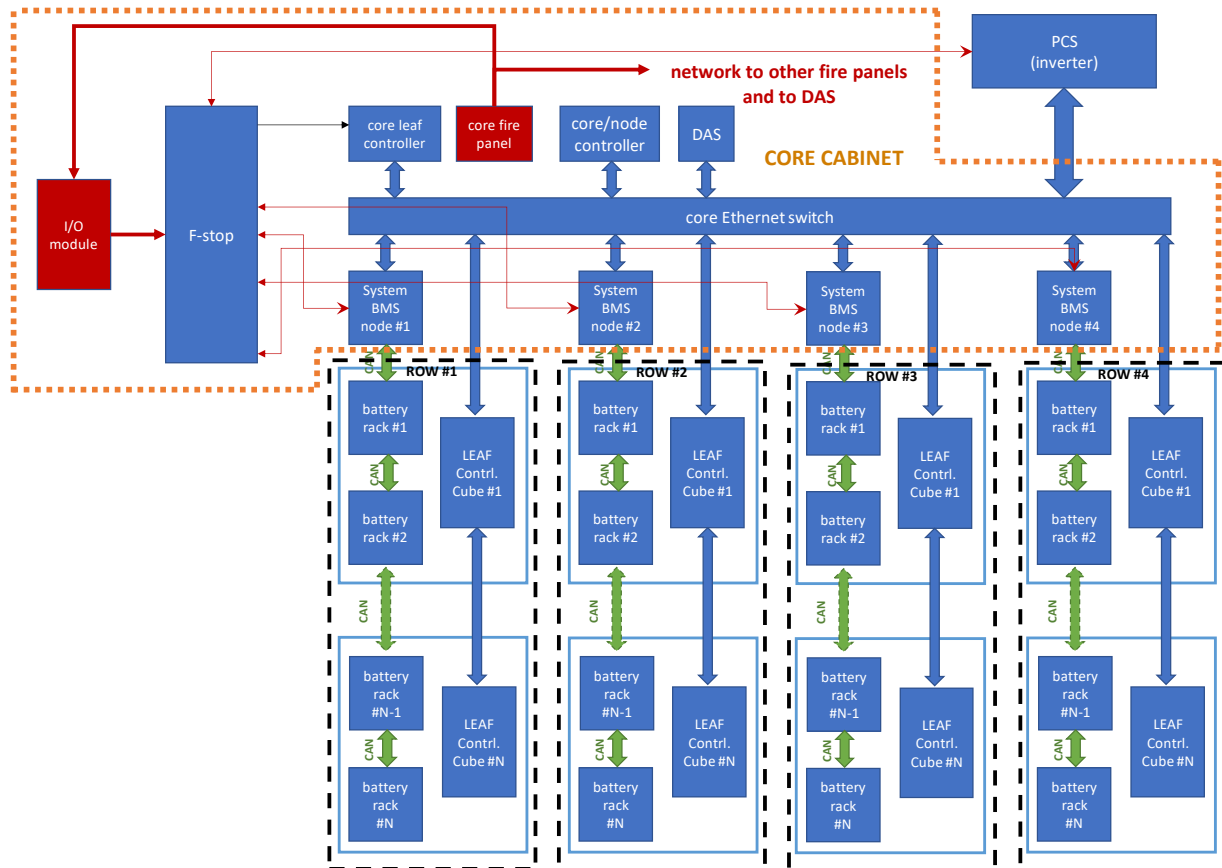 PCS
(inverter)
network to other fire panels
and to DAS
core leaf
controller
core fire
panel
core/node
controller
DAS
CORE CABINET
I/O
module
F-stop
core Ethernet switch
System
BMS
node #1
System
BMS
node #2
System
BMS
node #3
System
BMS
node #4
CAN
CAN
CAN
CAN
ROW #1
battery
rack #1
CAN
battery
rack #2
LEAF
Contrl.
Cube #1
CAN
battery
rack
#N-1
CAN
battery
rack
#N
LEAF
Contrl.
Cube #N
ROW #2
battery
rack #1
CAN
battery
rack #2
LEAF
Contrl.
Cube #1
CAN
battery
rack
#N-1
CAN
battery
rack
#N
LEAF
Contrl.
Cube #N
ROW #3
battery
rack #1
CAN
battery
rack #2
LEAF
Contrl.
Cube #1
CAN
battery
rack
#N-1
CAN
battery
rack
#N
LEAF
Contrl.
Cube #N
ROW #4
battery
rack #1
CAN
battery
rack #2
LEAF
Contrl.
Cube #1
CAN
battery
rack
#N-1
CAN
battery
rack
#N
LEAF
Contrl.
Cube #N